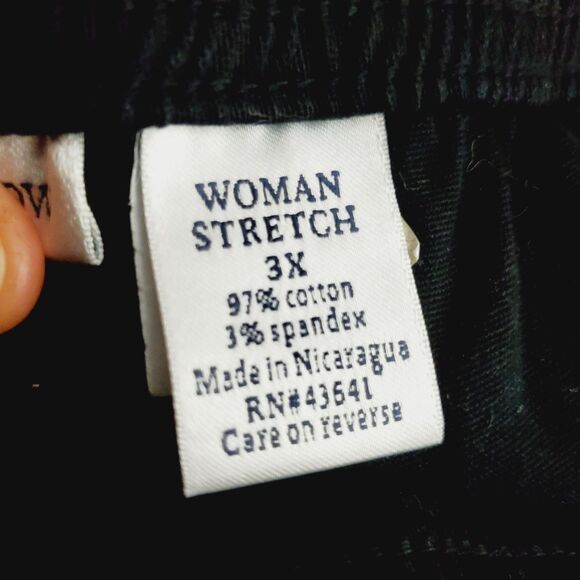 WOMAN
STRETCH
3X
97% cotton
3% spandex
Made in Nicaragua
RN#43641
Care on reverse